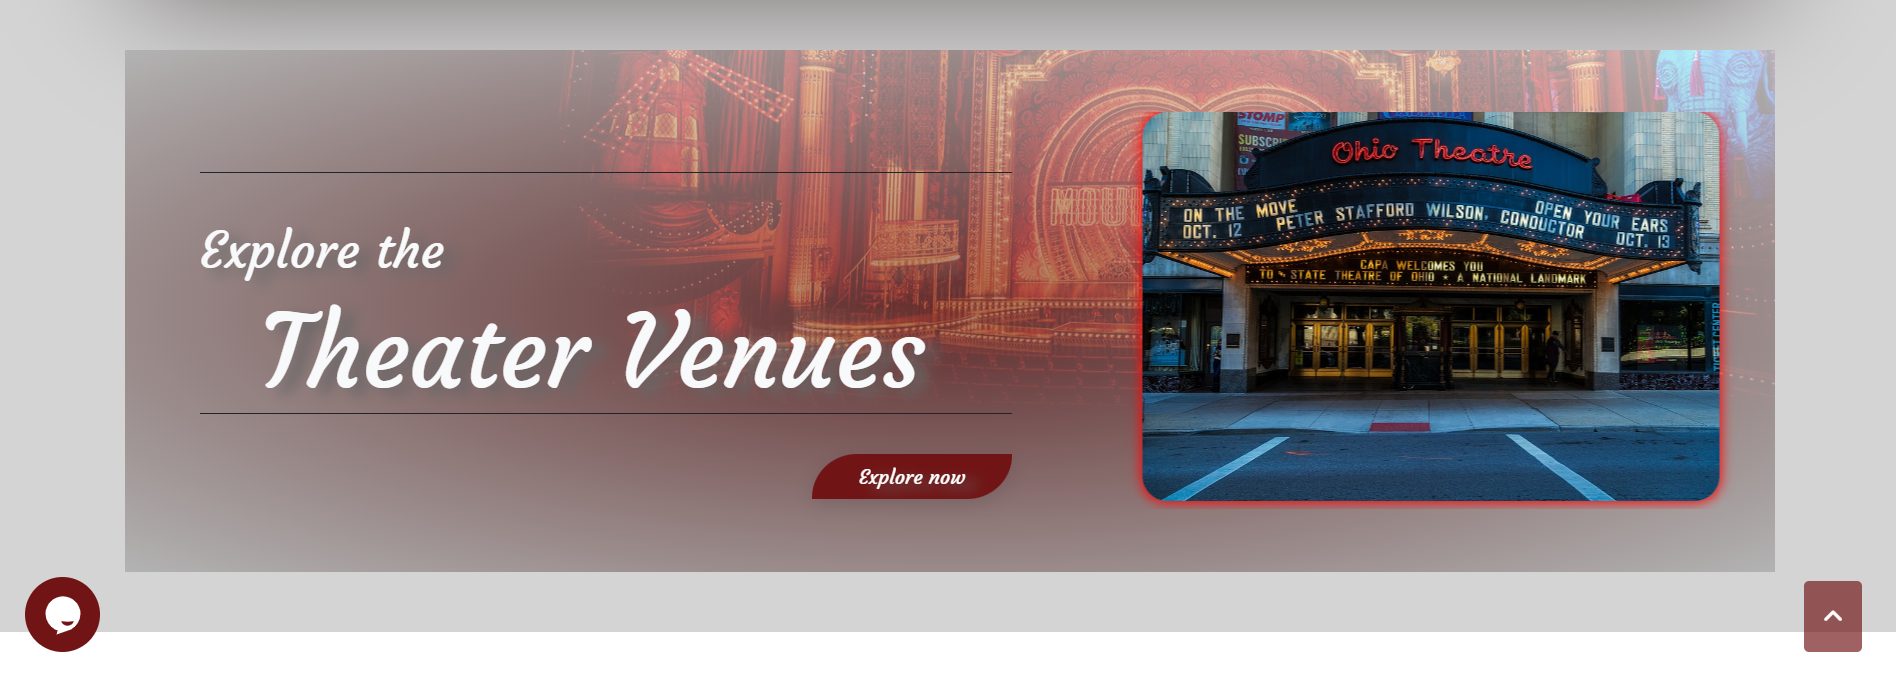 Explore the
Theater Venues
Explore now
MOUL
STOMP
SUBSCRI
Ohio Theatre
ON THE MOVE
OCT. 12
PETER STAFFORD WILSON, CONDUCTOR
OPEN YOUR EARS
OCT. 13
CAPA WELCOMES YOU
TO STATE THEATRE OF OHIO • A NATIONAL LANDMARK
TICKET CENTER